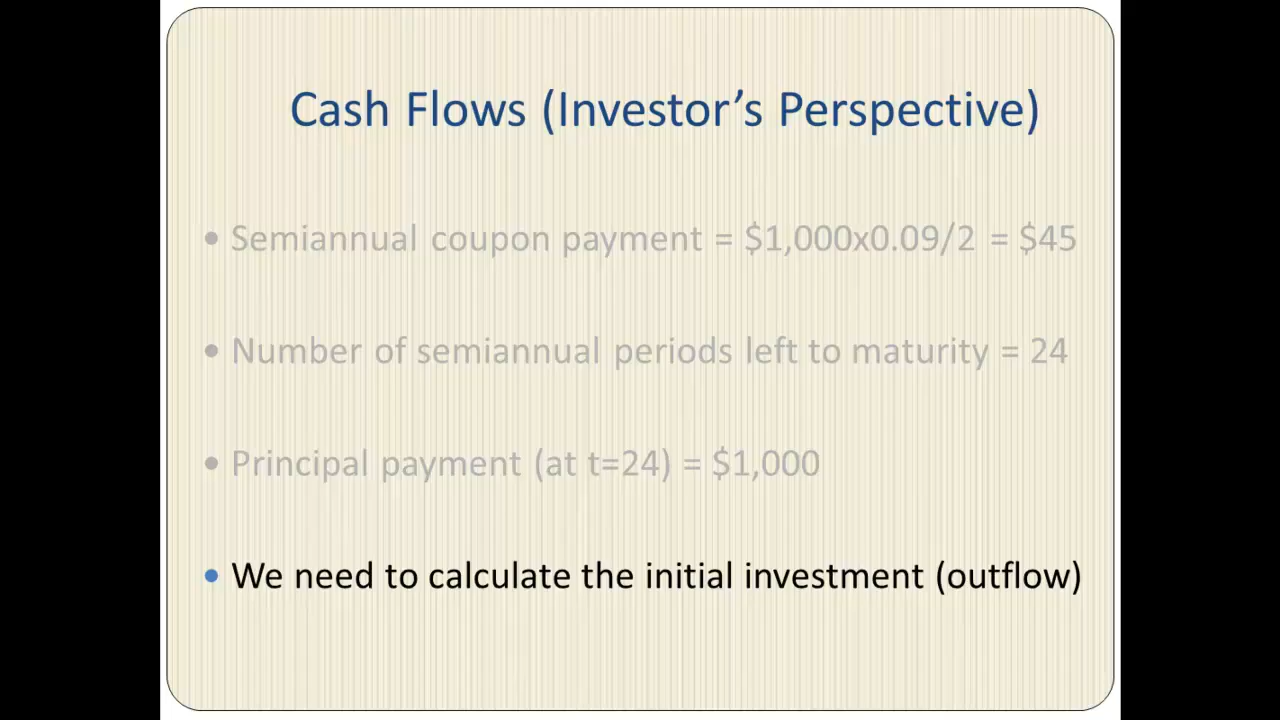 Cash Flows (Investor’s Perspective)
• Semiannual coupon payment = $1,000x0.09/2 = $45
• Number of semiannual periods left to maturity = 24
• Principal payment (at t=24) = $1,000
• We need to calculate the initial investment (outflow)